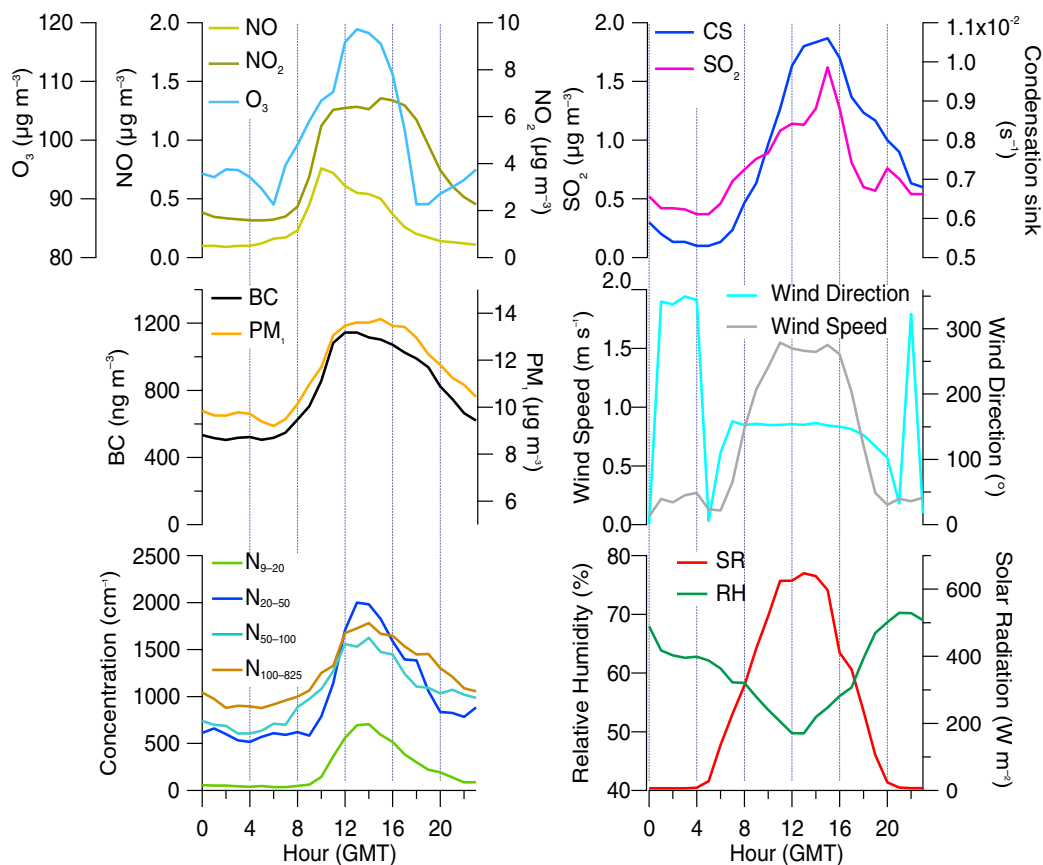 120
110
100
90
80
O₃ (µg m⁻³)
2.0
1.5
1.0
0.5
0.0
NO (µg m⁻³)
NO
NO₂
O₃
10
8
6
4
2
0
NO₂ (µg m⁻³)
2.0
1.5
1.0
0.5
0.0
SO₂ (µg m⁻³)
CS
SO₂
1.1x10⁻²
1.0
0.9
0.8
0.7
0.6
0.5
Condensation sink
(s⁻¹)
1200
800
400
0
BC (ng m⁻³)
BC
PM₁
14
12
10
8
6
PM₁ (µg m⁻³)
2.0
1.5
1.0
0.5
0.0
Wind Speed (m s⁻¹)
Wind Direction
Wind Speed
300
200
100
0
Wind Direction (°)
2500
2000
1500
1000
500
0
Concentration (cm⁻¹)
N₉₋₂₀
N₂₀₋₅₀
N₅₀₋₁₀₀
N₁₀₀₋₈₂₅
0 4 8 12 16 20
Hour (GMT)
80
70
60
50
40
Relative Humidity (%)
SR
RH
600
400
200
0
Solar Radiation (W m⁻²)
0 4 8 12 16 20
Hour (GMT)